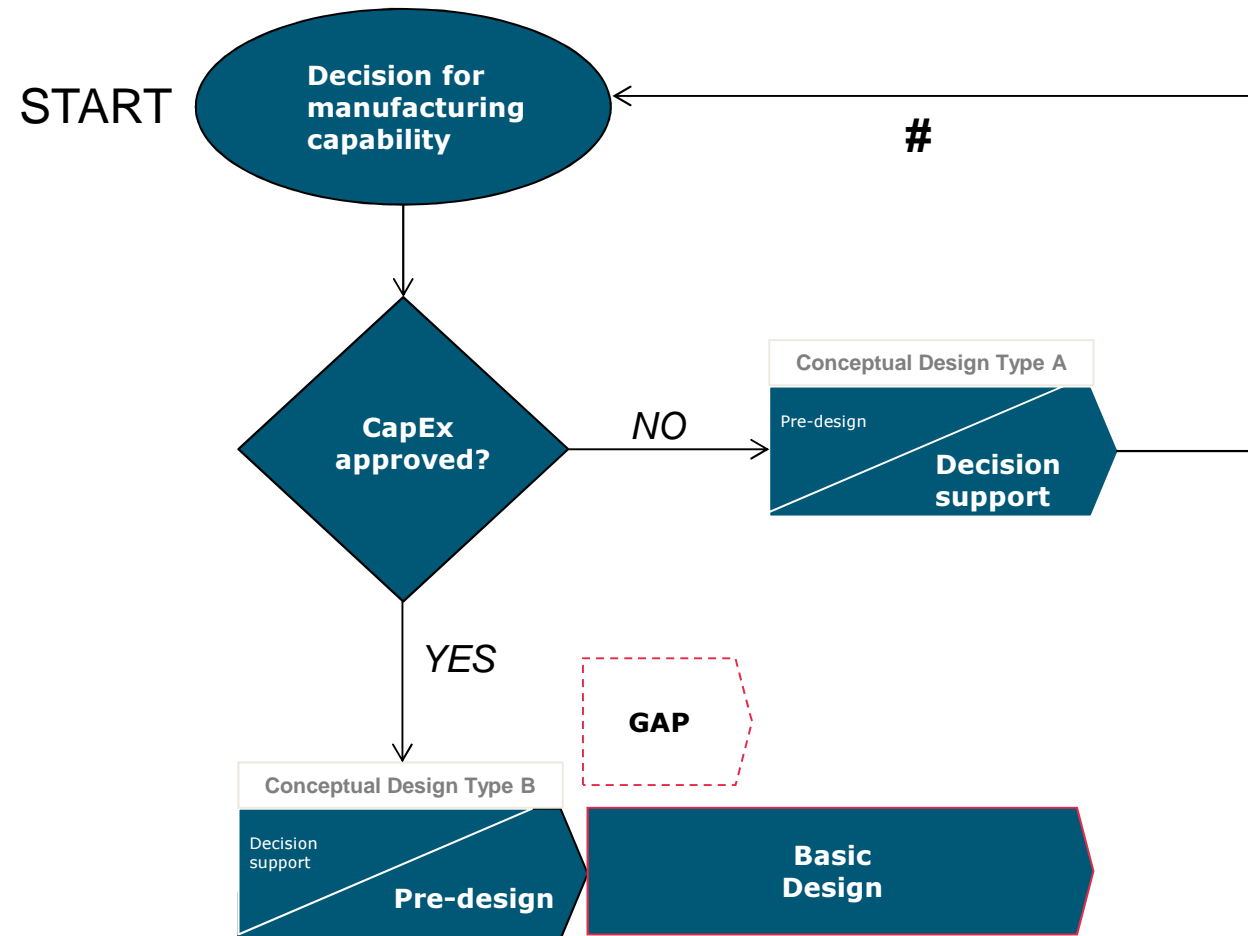 START
Decision for
manufacturing
capability
#
CapEx
approved?
NO
Conceptual Design Type A
Pre-design
Decision
support
YES
GAP
Conceptual Design Type B
Decision
support
Pre-design
Basic
Design